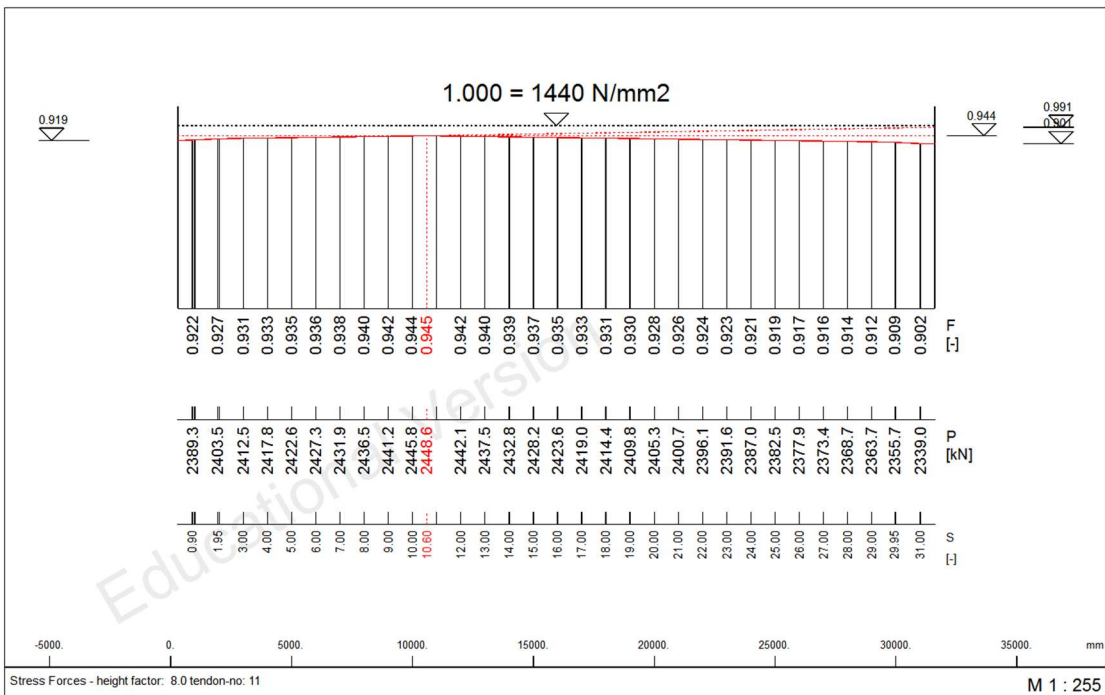 1.000 = 1440 N/mm2
0.919
0.944
0.991
0.901
0.922 0.927 0.931 0.933 0.935 0.936 0.938 0.940 0.942 0.944 0.945 0.942 0.940 0.939 0.937 0.935 0.933 0.931 0.930 0.928 0.926 0.924 0.923 0.921 0.919 0.917 0.916 0.914 0.912 0.909 0.902 F
[-]
2389.3 2403.5 2412.5 2417.8 2422.6 2427.3 2431.9 2436.5 2441.2 2445.8 2448.6 2442.1 2437.5 2432.8 2428.2 2423.6 2419.0 2414.4 2409.8 2405.3 2400.7 2396.1 2391.6 2387.0 2382.5 2377.9 2373.4 2368.7 2363.7 2355.7 2339.0 P
[kN]
0.90 1.95 3.00 4.00 5.00 6.00 7.00 8.00 9.00 10.00 10.60 12.00 13.00 14.00 15.00 16.00 17.00 18.00 19.00 20.00 21.00 22.00 23.00 24.00 25.00 26.00 27.00 28.00 29.00 29.95 31.00 S
[-]
Educational Version
-5000. 0. 5000. 10000. 15000. 20000. 25000. 30000. 35000. mm
Stress Forces - height factor: 8.0 tendon-no: 11
M 1 : 255